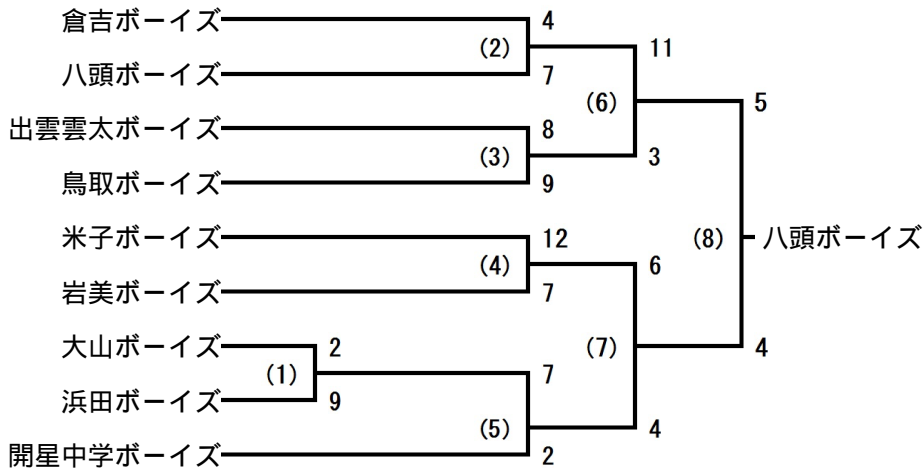 倉吉ボーイズ 4
(2) 11
八頭ボーイズ 7
(6) 5
出雲雲太ボーイズ 8
(3) 3
鳥取ボーイズ 9
米子ボーイズ 12 (8) 八頭ボーイズ
(4) 6
岩美ボーイズ 7
大山ボーイズ 2 (7) 4
(1) 7
浜田ボーイズ 9
(5) 4
開星中学ボーイズ 2